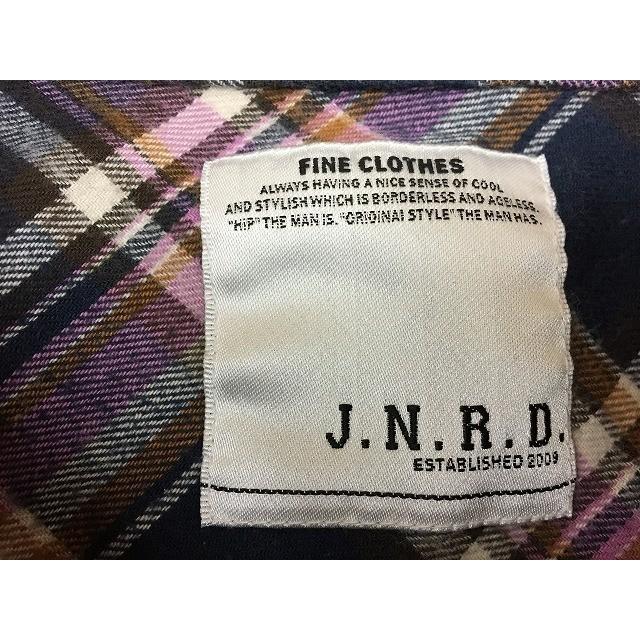 FINE CLOTHES
ALWAYS HAVING A NICE SENSE OF COOL
AND STYLISH WHICH IS BORDERLESS AND AGELESS.
"HIP" THE MAN IS. "ORIGINAI STYLE" THE MAN HAS.
J.N.R.D.
ESTABLISHED 2009